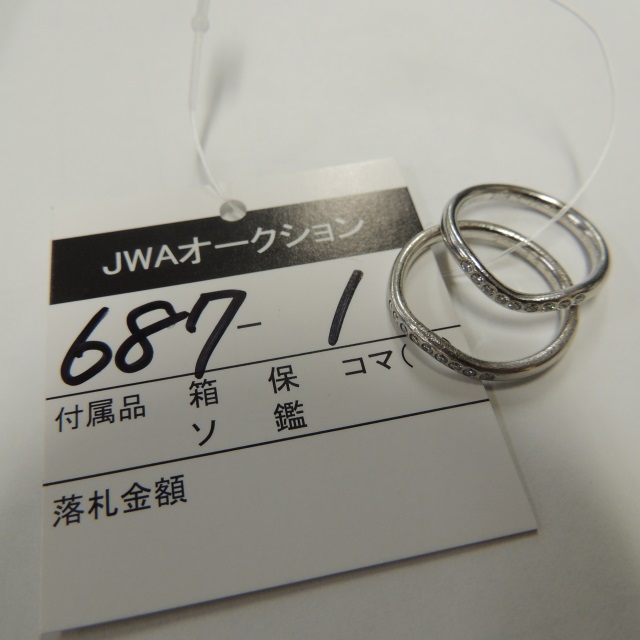 JWAオークション
687-1
付属品 箱 保 コマ(
ソ 鑑
落札金額